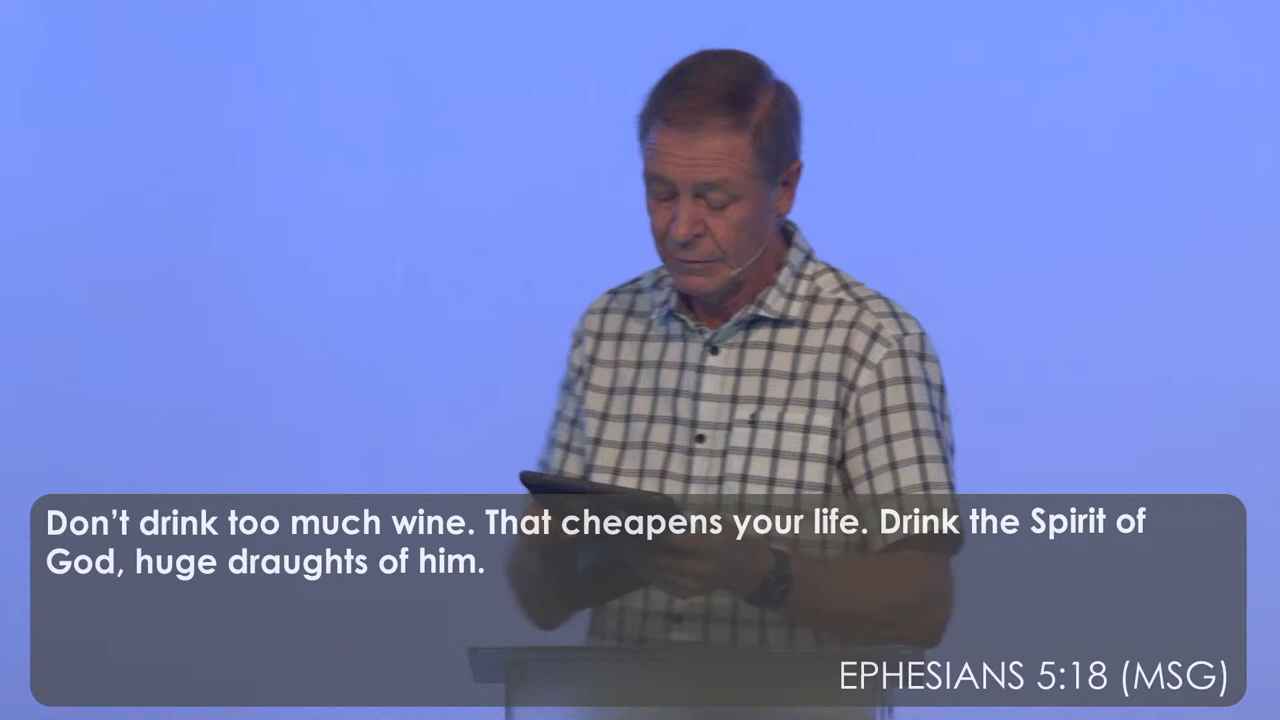 Don’t drink too much wine. That cheapens your life. Drink the Spirit of
God, huge draughts of him.
EPHESIANS 5:18 (MSG)